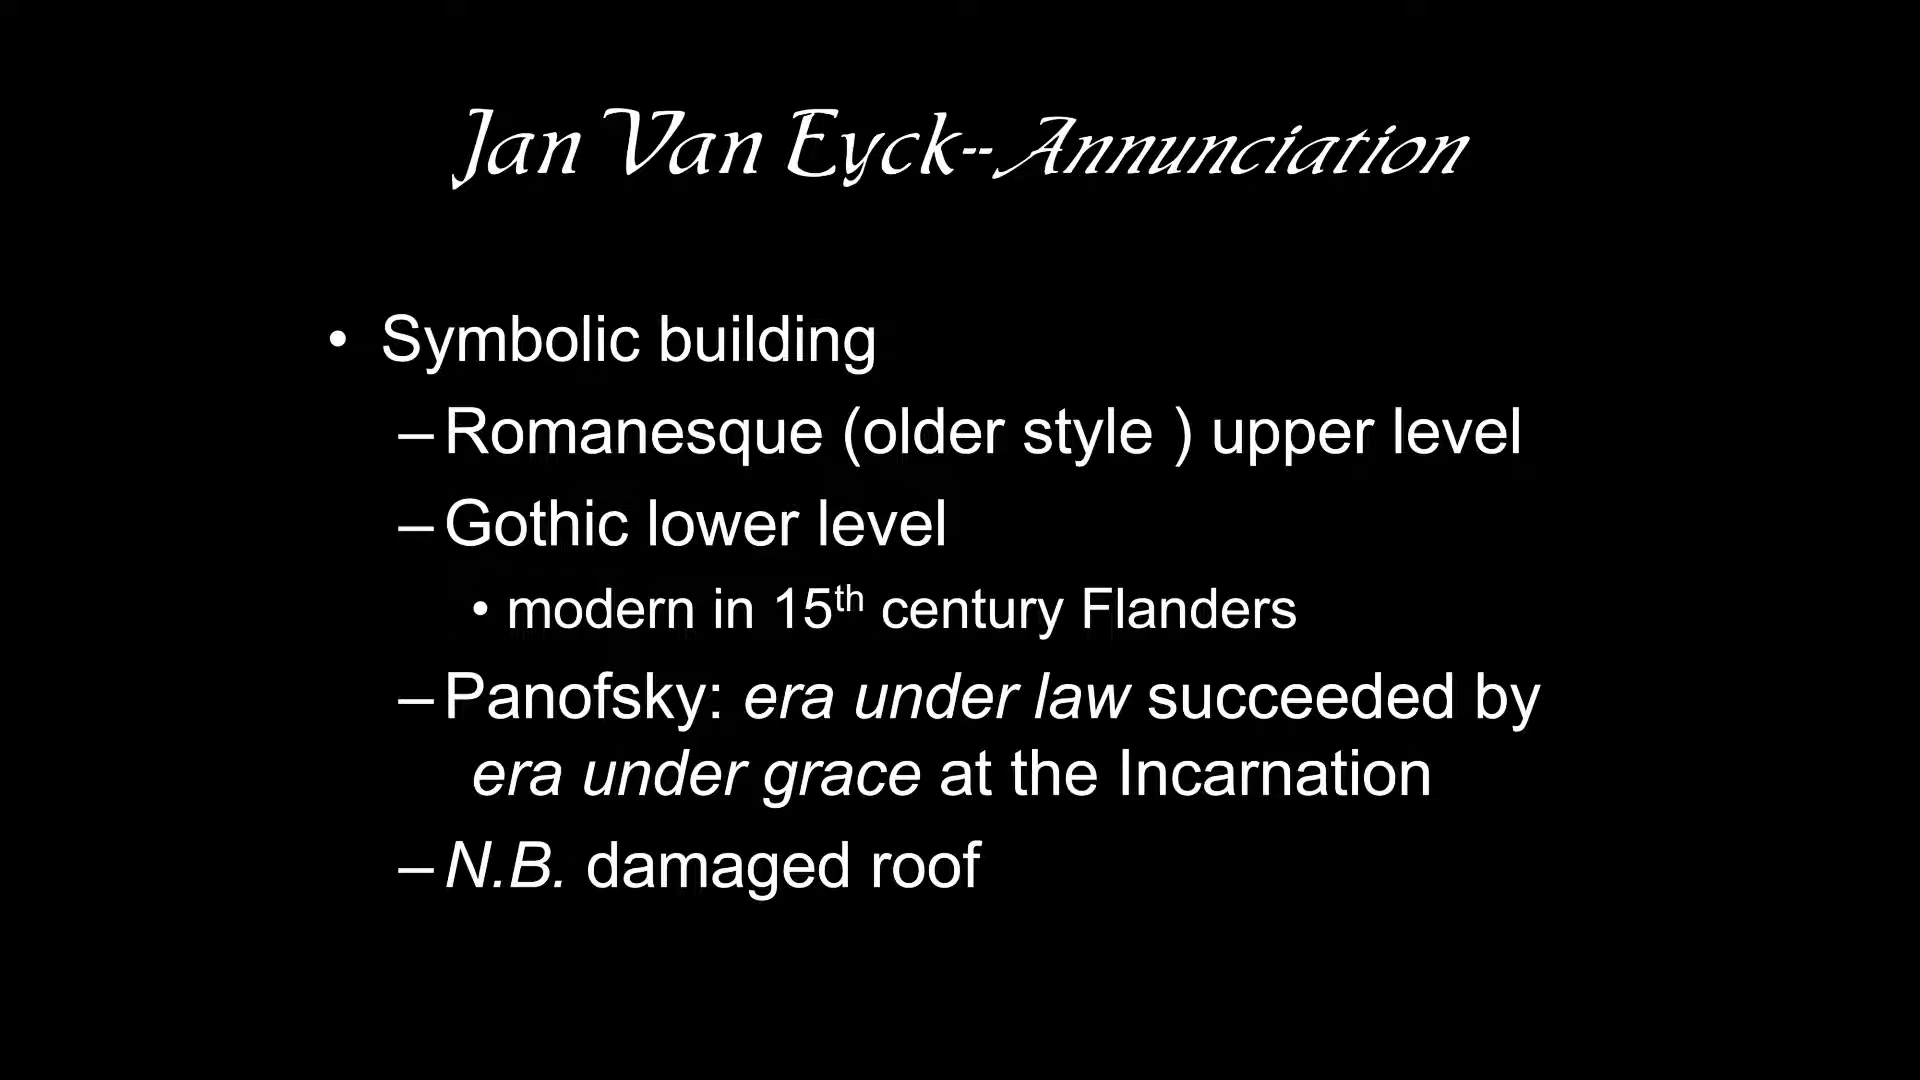 Jan Van Eyck--Annunciation
• Symbolic building
–Romanesque (older style ) upper level
–Gothic lower level
• modern in 15th century Flanders
–Panofsky: era under law succeeded by
era under grace at the Incarnation
–N.B. damaged roof